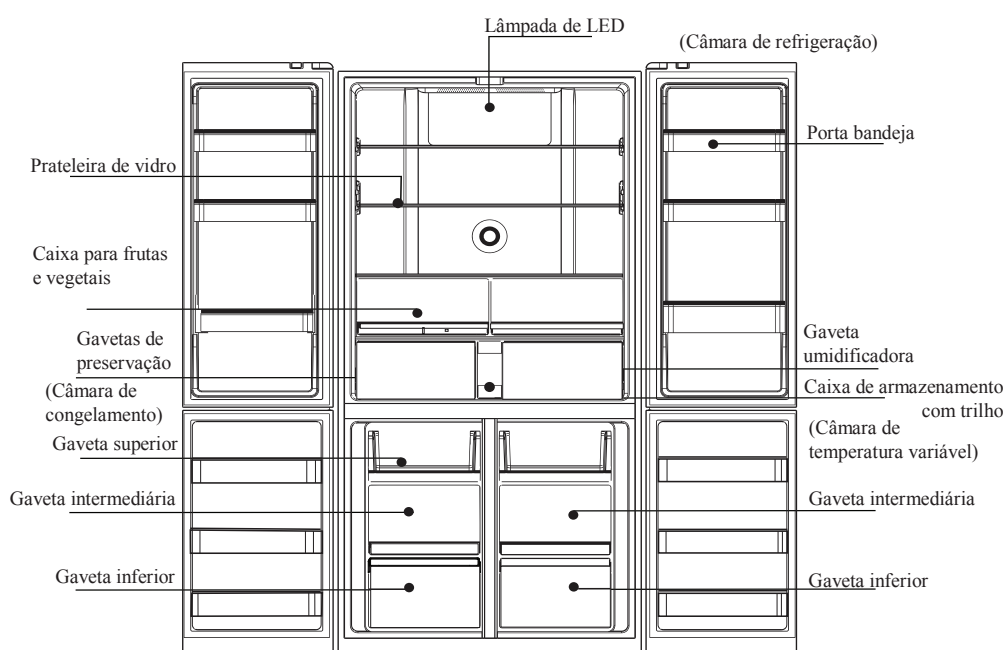 Lâmpada de LED
(Câmara de refrigeração)
Porta bandeja
Prateleira de vidro
Caixa para frutas
e vegetais
Gavetas de
preservação
Gaveta
umidificadora
(Câmara de
congelamento)
Caixa de armazenamento
com trilho
Gaveta superior
(Câmara de
temperatura variável)
Gaveta intermediária
Gaveta intermediária
Gaveta inferior
Gaveta inferior